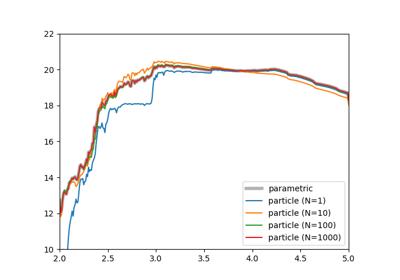 22
20
18
16
14
12
10
2.0 2.5 3.0 3.5 4.0 4.5 5.0
parametric
particle (N=1)
particle (N=10)
particle (N=100)
particle (N=1000)